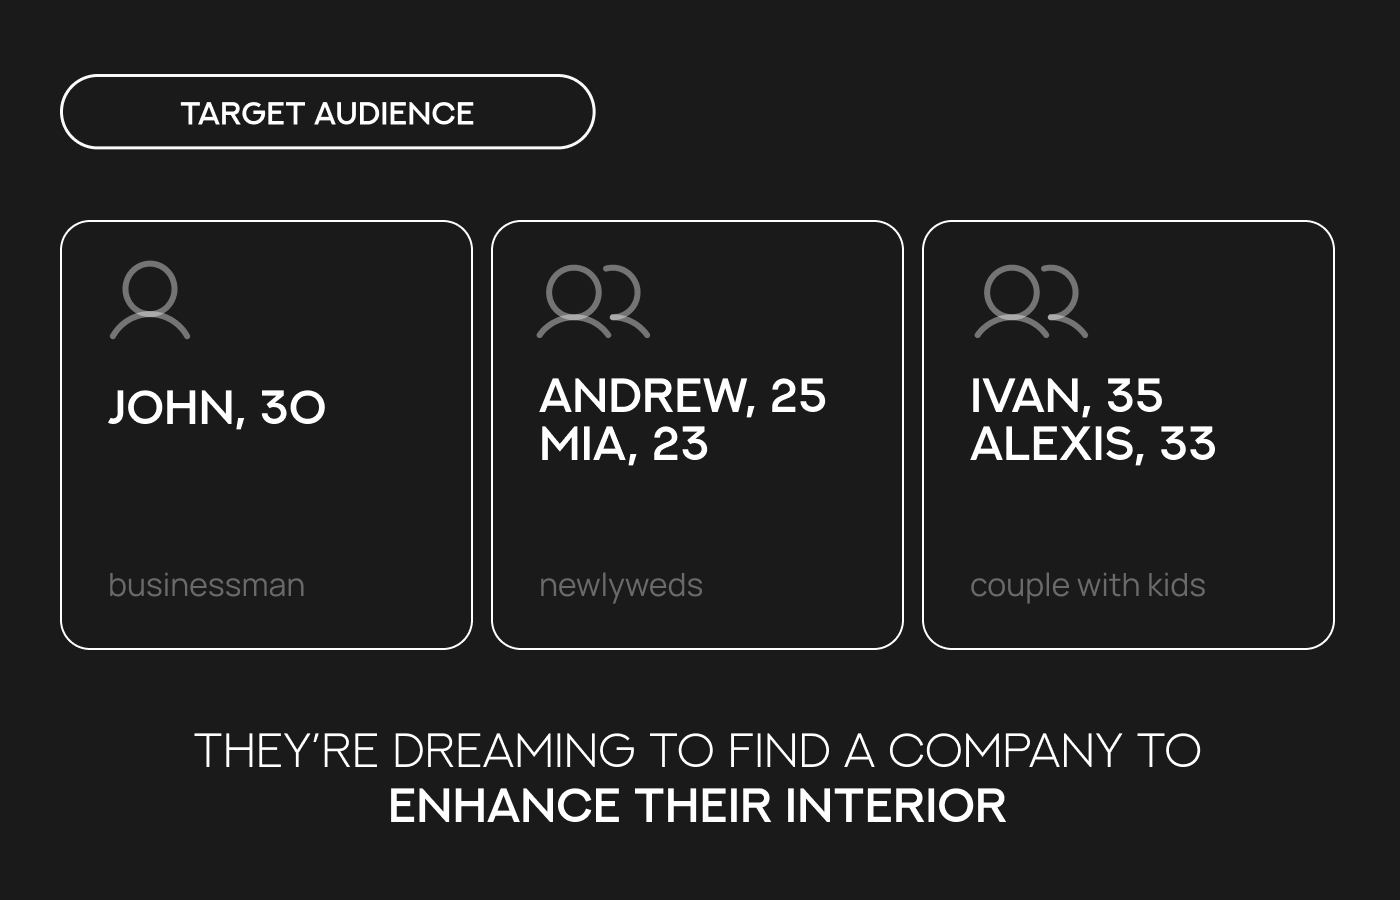 TARGET AUDIENCE
JOHN, 30
businessman
ANDREW, 25
MIA, 23
newlyweds
IVAN, 35
ALEXIS, 33
couple with kids
THEY’RE DREAMING TO FIND A COMPANY TO
ENHANCE THEIR INTERIOR